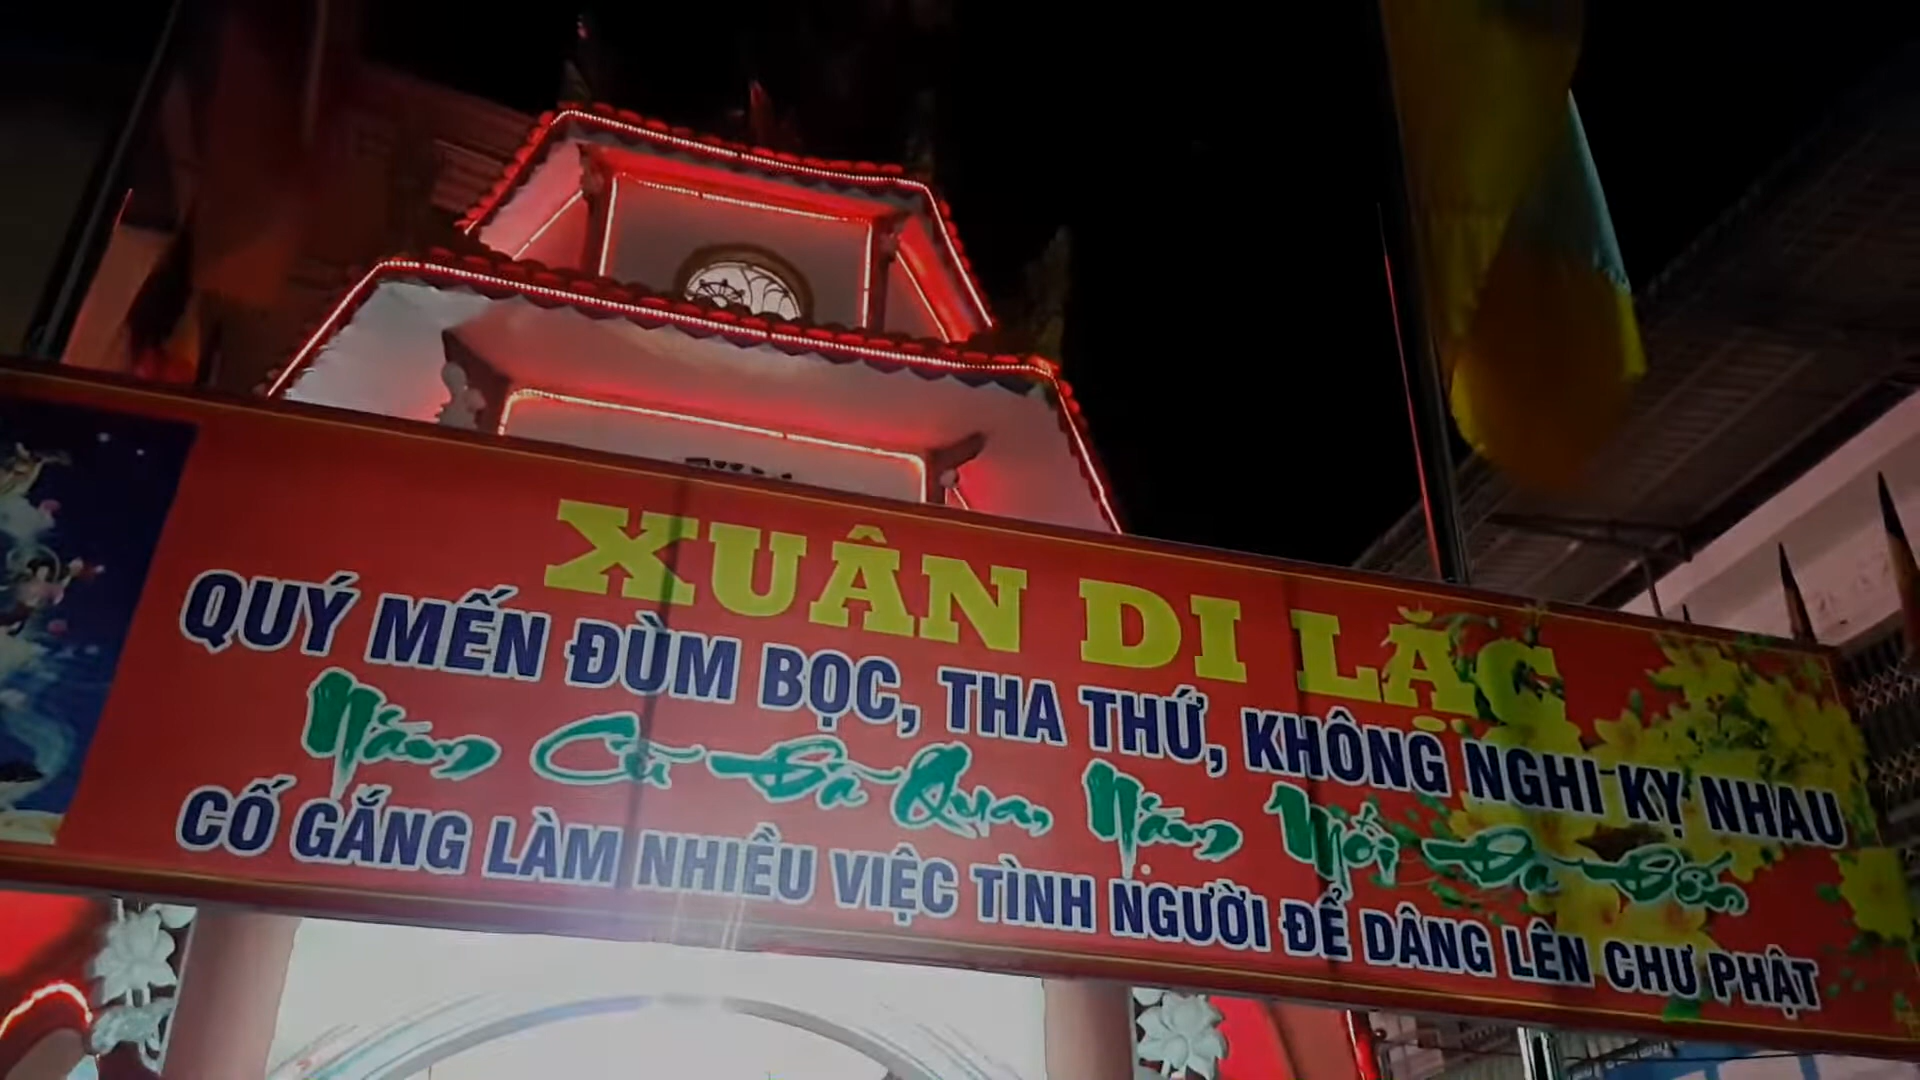 XUÂN DI LẶC
QUÝ MẾN ĐÙM BỌC, THA THỨ, KHÔNG NGHI KỴ NHAU
Năm Cũ Đã Qua, Năm Mới Đã Đến
CỐ GẮNG LÀM NHIỀU VIỆC TÌNH NGƯỜI ĐỂ DÂNG LÊN CHƯ PHẬT